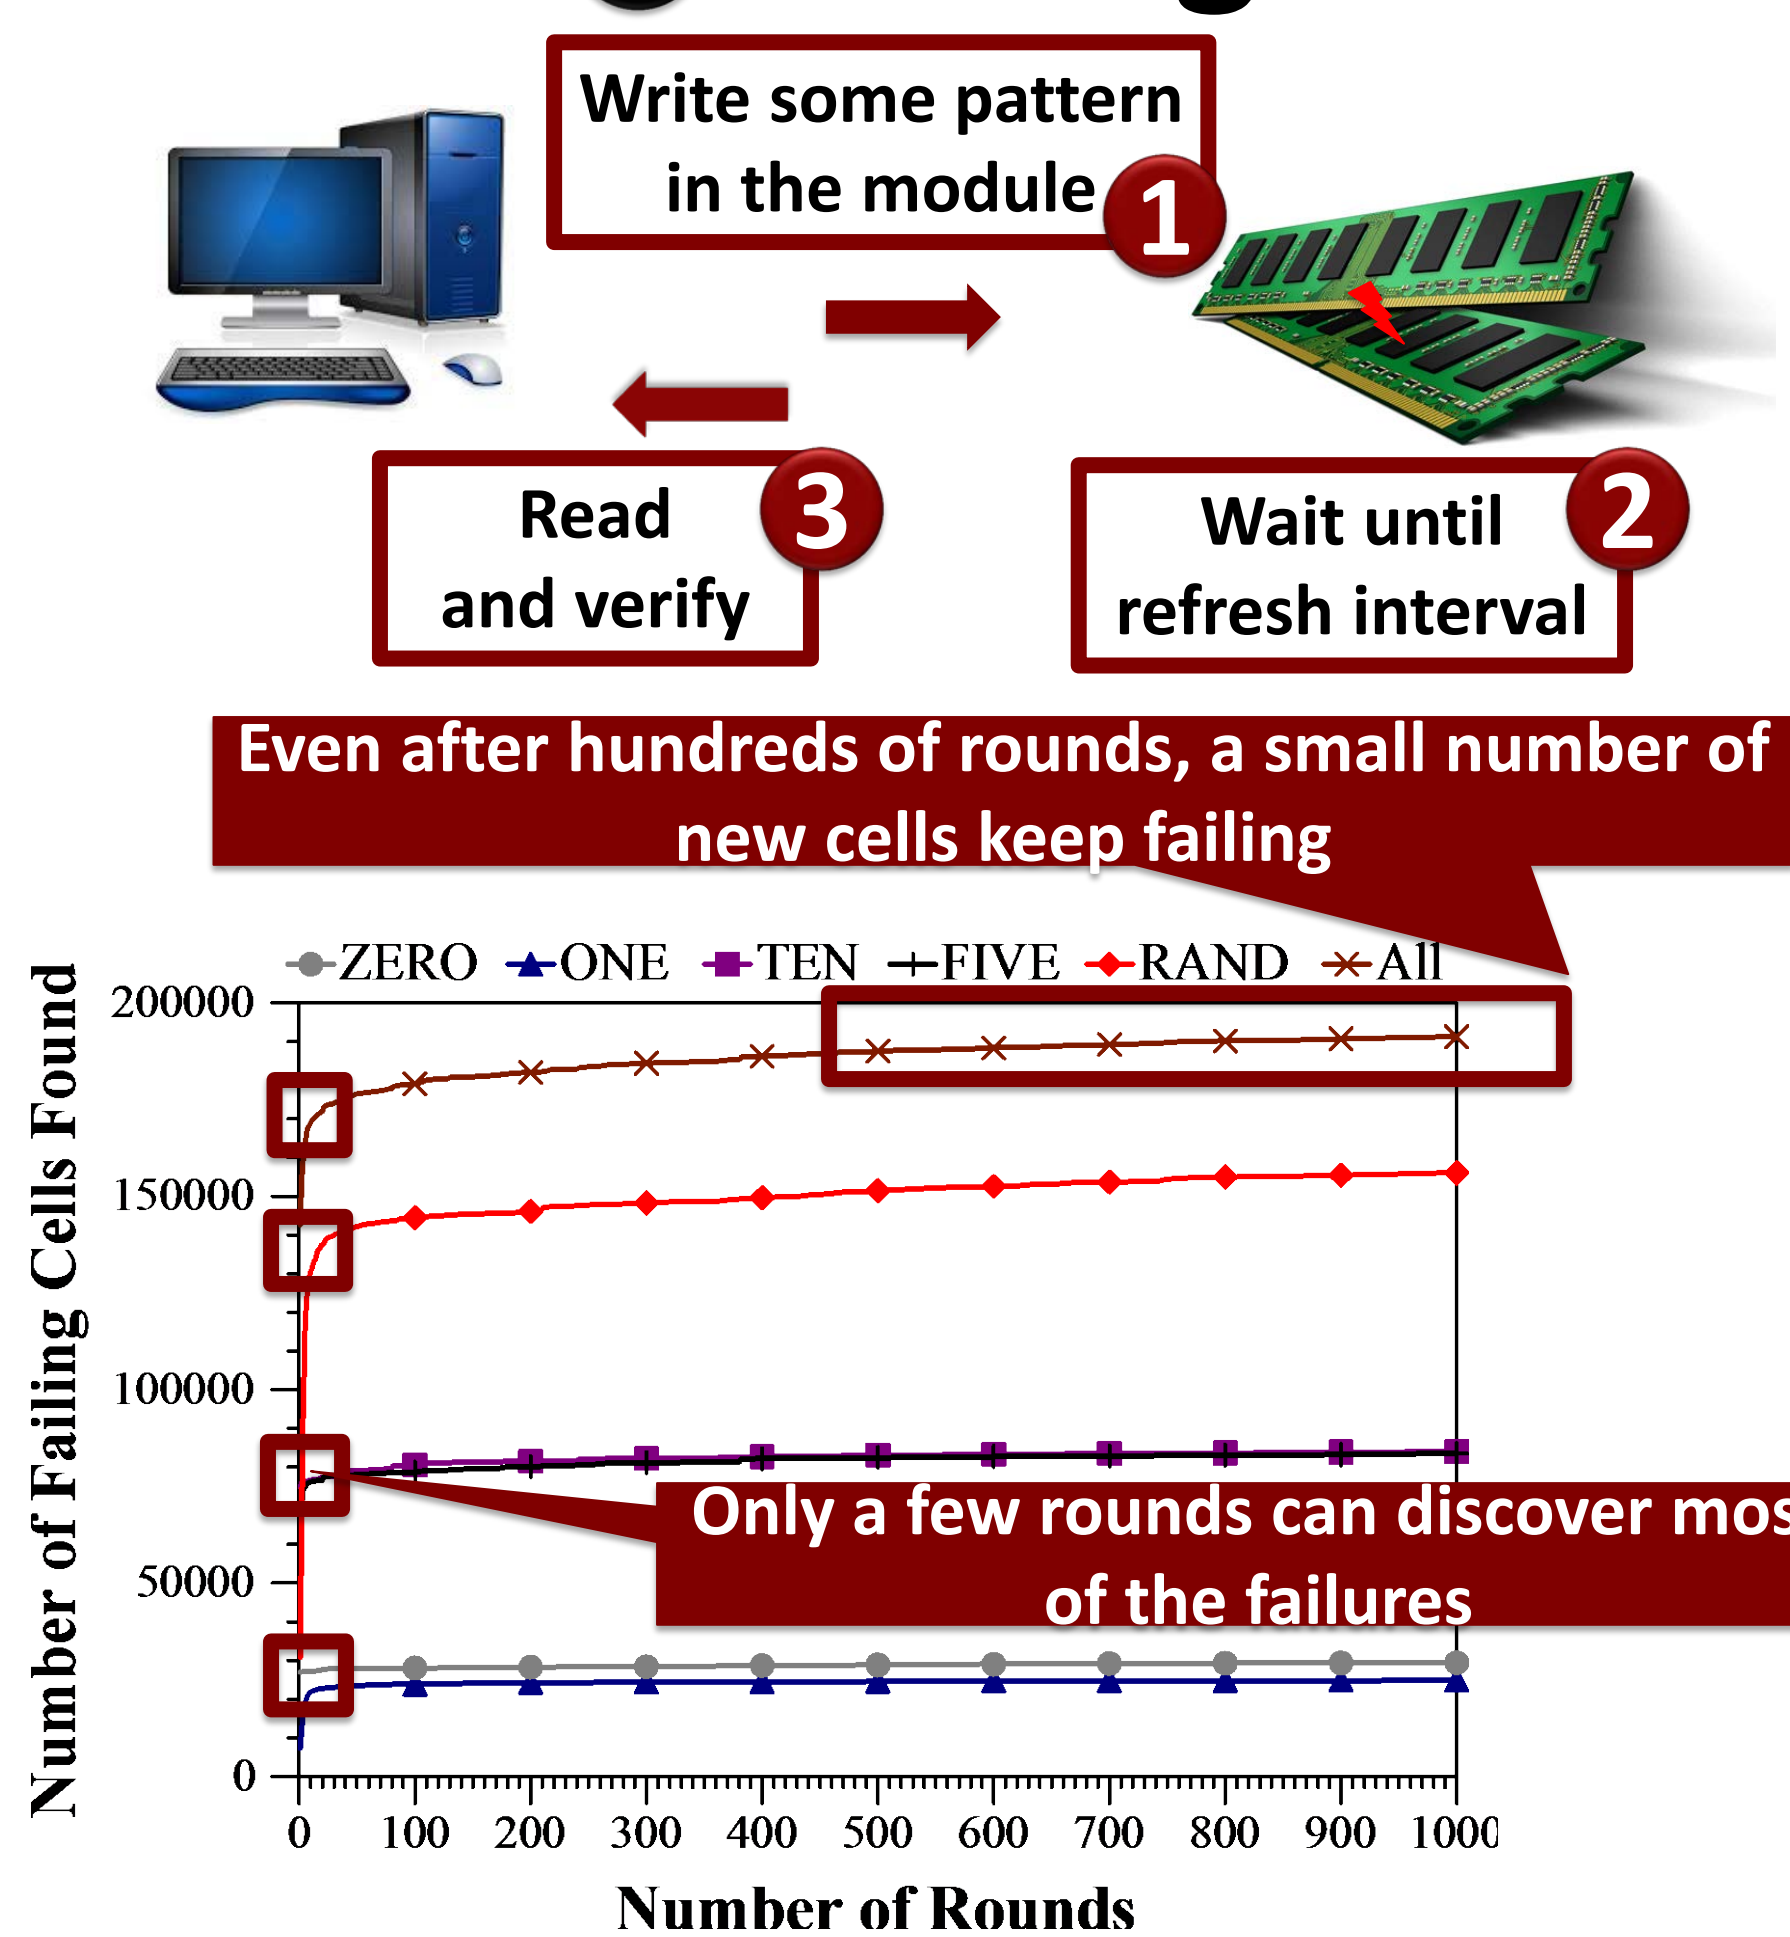 Write some pattern
in the module
1
Read
and verify
3
Wait until
refresh interval
2
Even after hundreds of rounds, a small number of
new cells keep failing
ZERO ONE TEN FIVE RAND All
Number of Failing Cells Found
200000
150000
100000
50000
0
Only a few rounds can discover mos
of the failures
0 100 200 300 400 500 600 700 800 900 1000
Number of Rounds